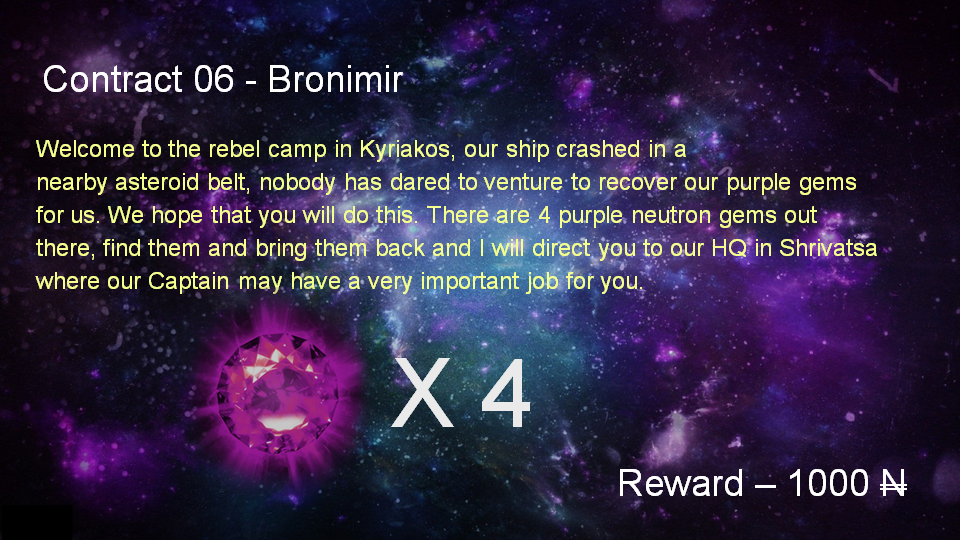 Contract 06 - Bronimir
Welcome to the rebel camp in Kyriakos, our ship crashed in a
nearby asteroid belt, nobody has dared to venture to recover our purple gems
for us. We hope that you will do this. There are 4 purple neutron gems out
there, find them and bring them back and I will direct you to our HQ in Shrivatsa
where our Captain may have a very important job for you.
X 4
Reward – 1000 ₦